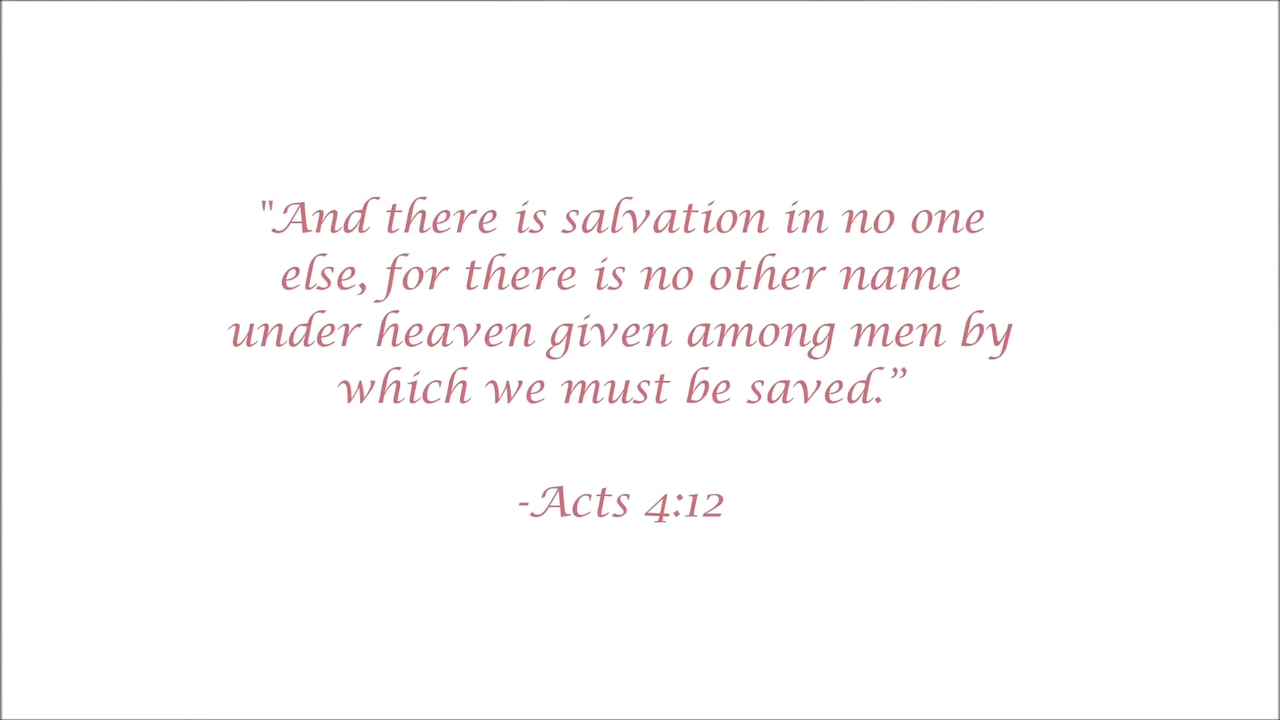 "And there is salvation in no one
else, for there is no other name
under heaven given among men by
which we must be saved.”
-Acts 4:12